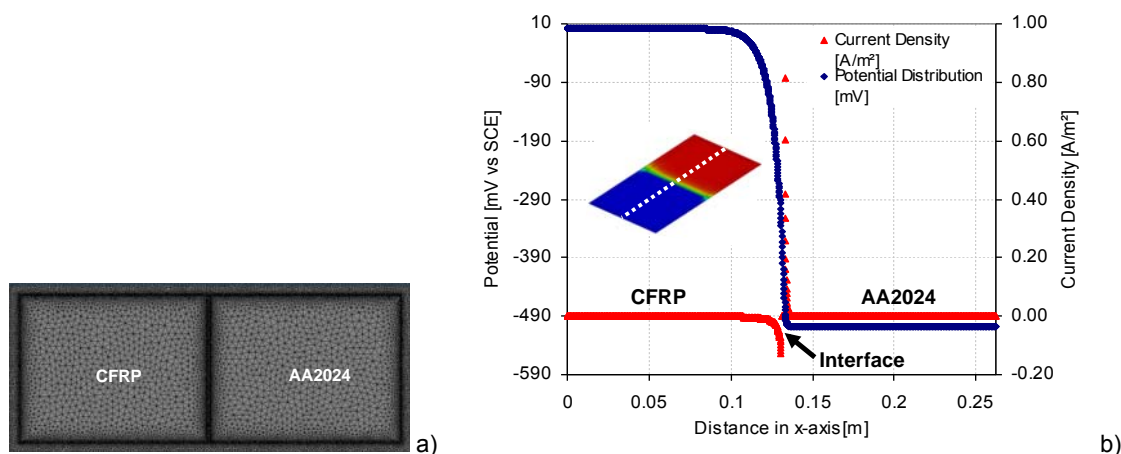 CFRP
AA2024
a)
Potential [mV vs SCE]
10
-90
-190
-290
-390
-490
-590
Current Density
[A/m²]
Potential Distribution
[mV]
CFRP
AA2024
Interface
0
0.05
0.1
0.15
0.2
0.25
Distance in x-axis[m]
1.00
0.80
0.60
0.40
0.20
0.00
-0.20
Current Density [A/m²]
b)